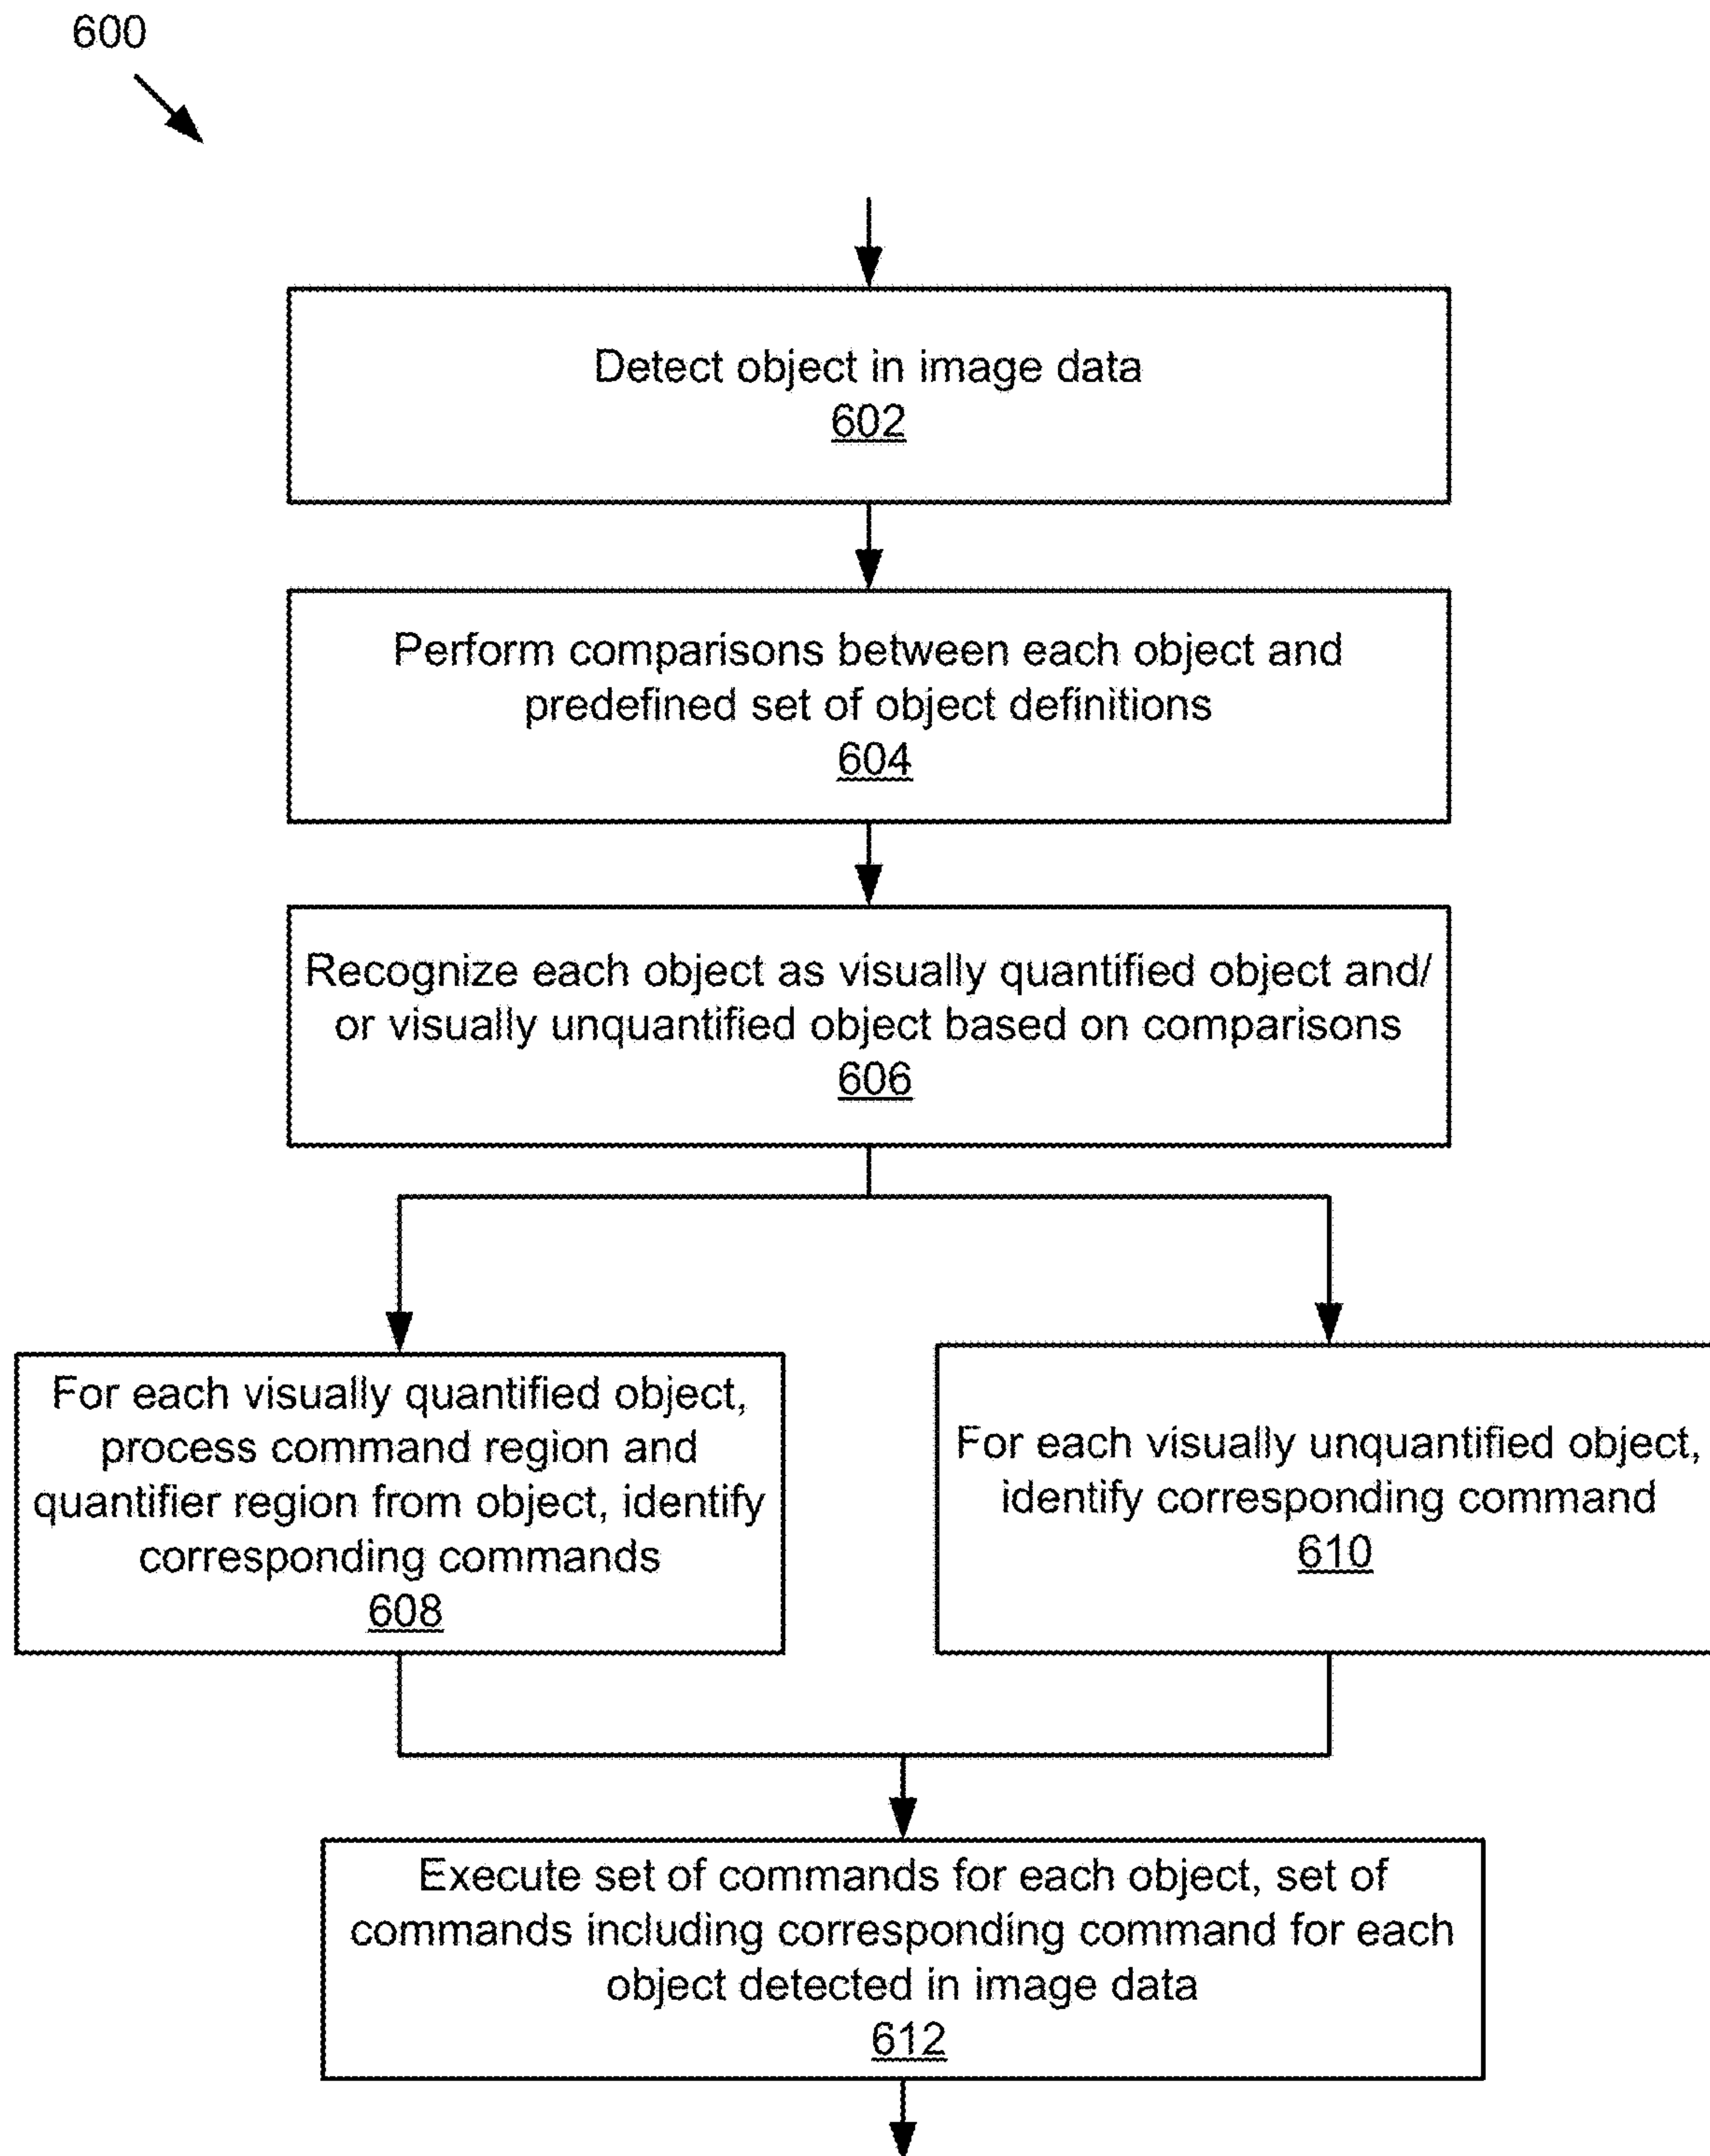 600
Detect object in image data
602
Perform comparisons between each object and
predefined set of object definitions
604
Recognize each object as visually quantified object and/
or visually unquantified object based on comparisons
606
For each visually quantified object,
process command region and
quantifier region from object, identify
corresponding commands
608
For each visually unquantified object,
identify corresponding command
610
Execute set of commands for each object, set of
commands including corresponding command for each
object detected in image data
612